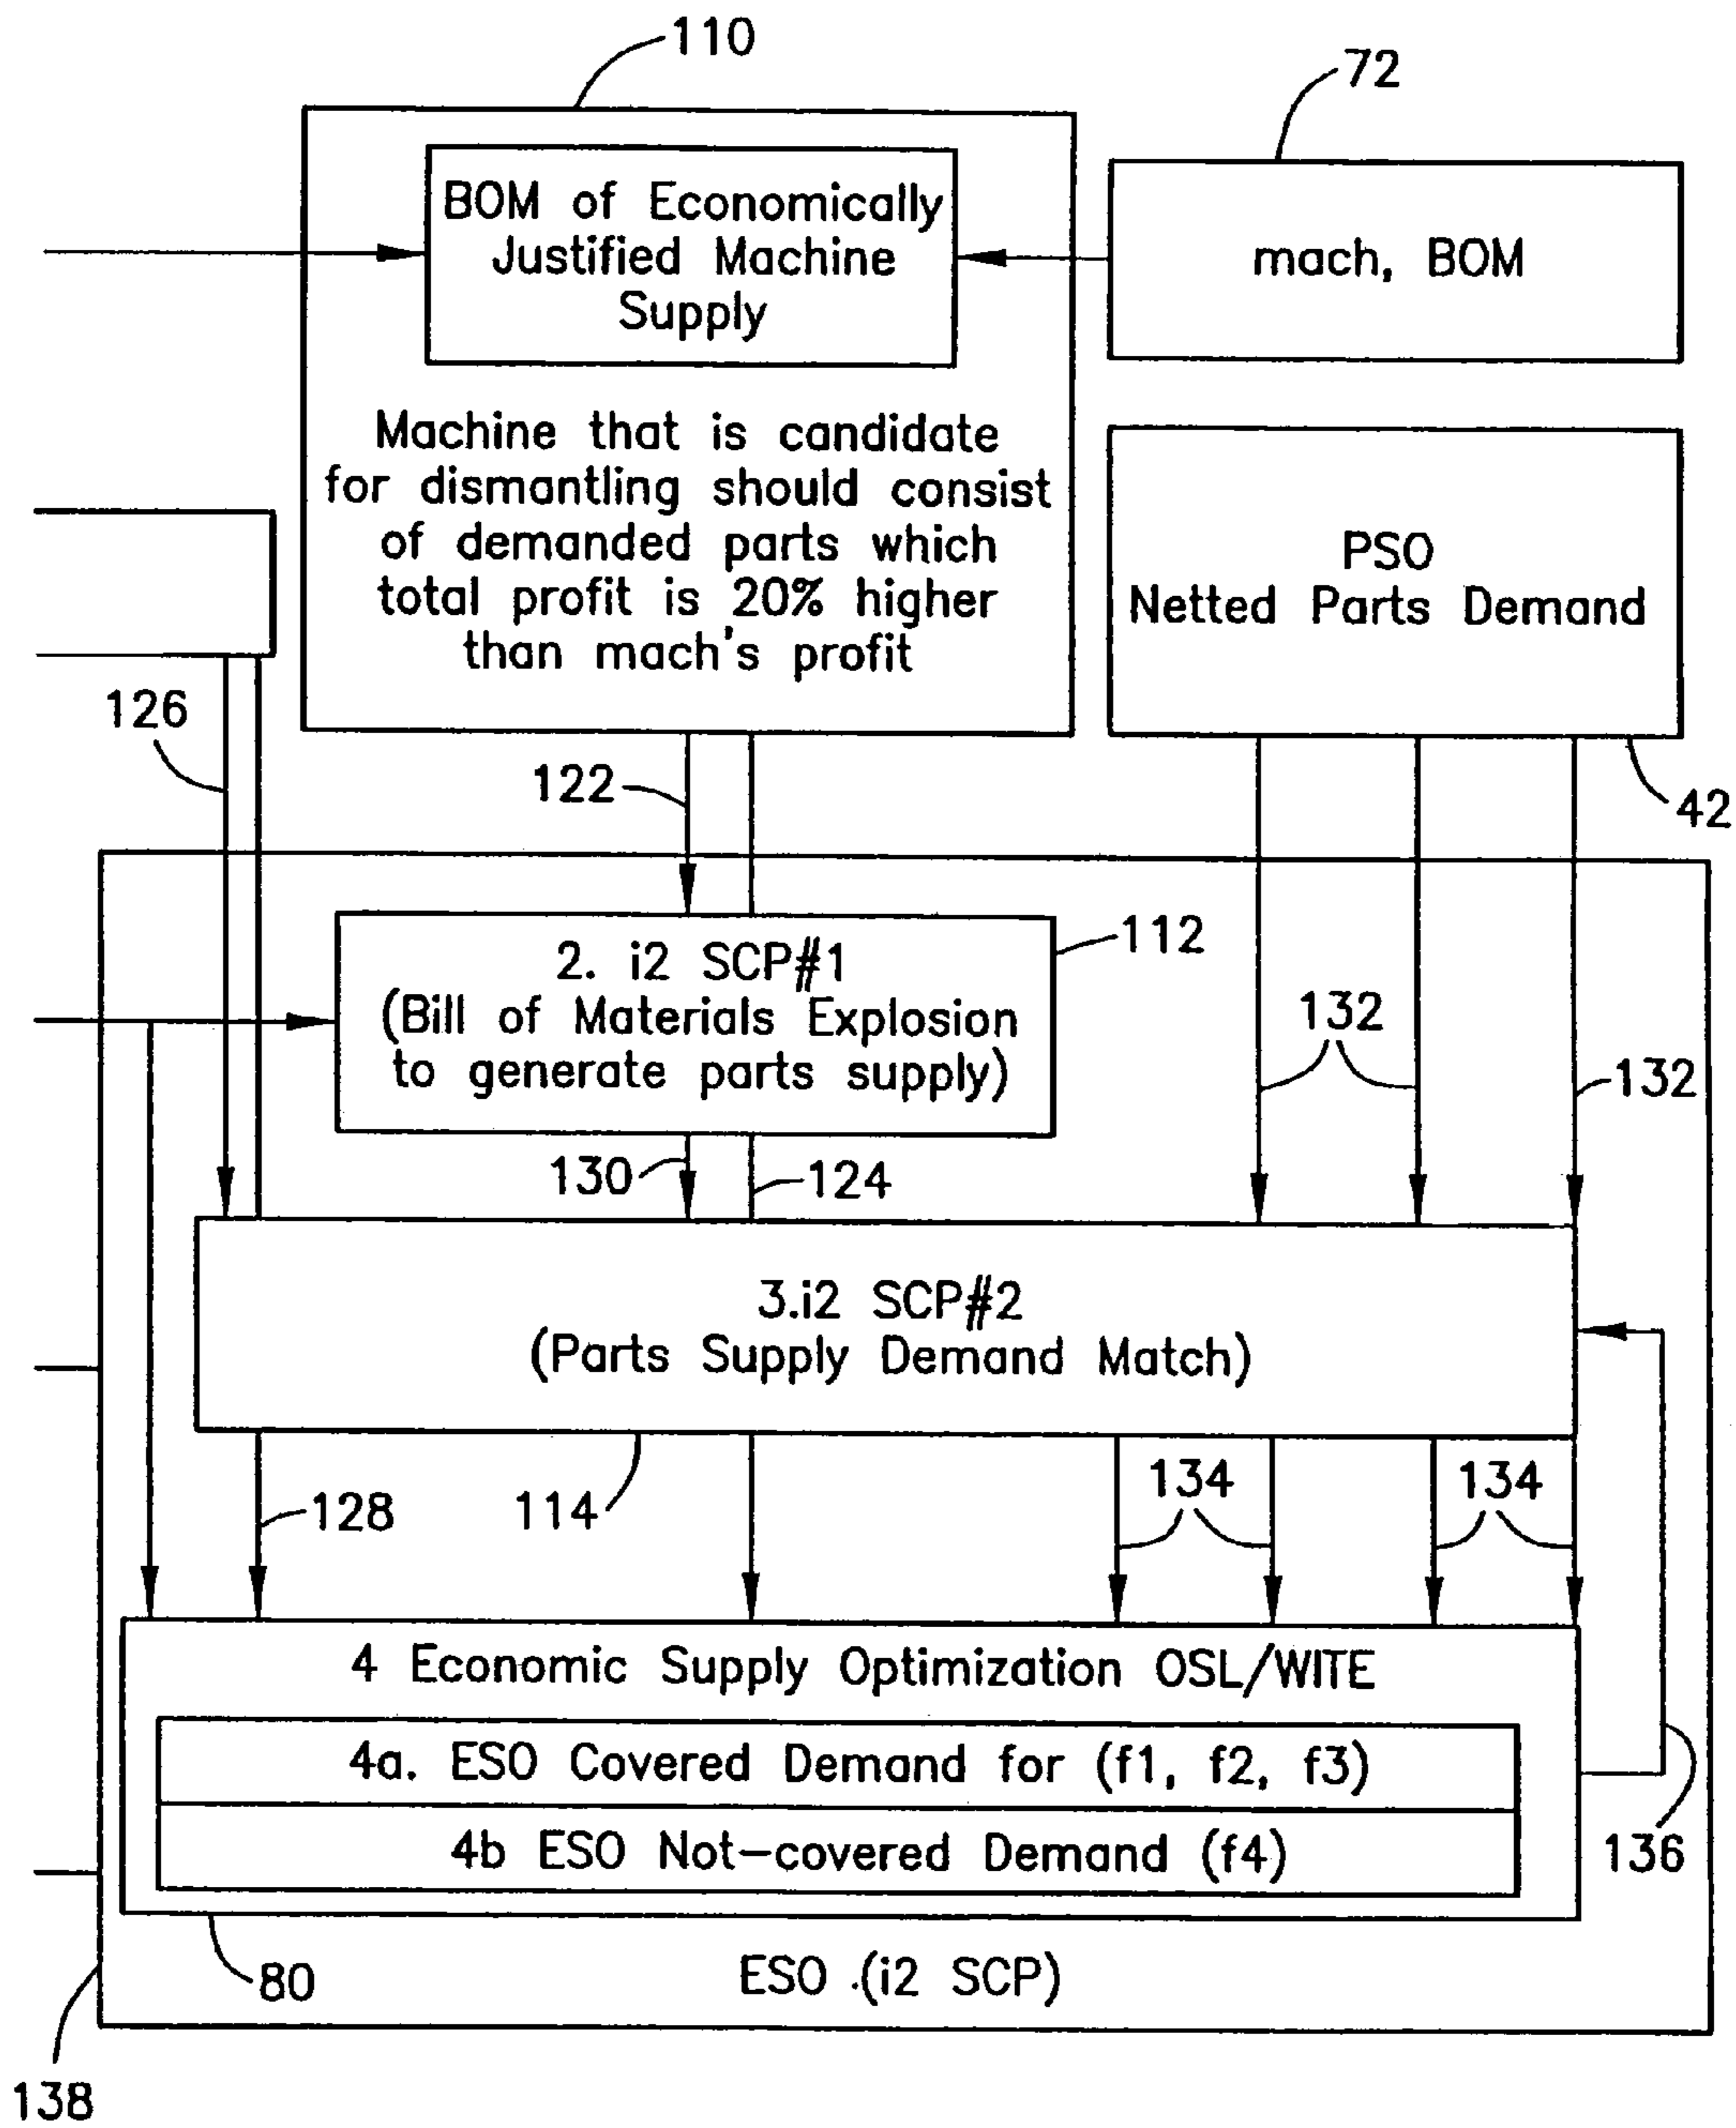 110
72
BOM of Economically
Justified Machine
Supply
mach, BOM
Machine that is candidate
for dismantling should consist
of demanded parts which
total profit is 20% higher
than mach's profit
PSO
Netted Parts Demand
126
122
42
2. i2 SCP#1
(Bill of Materials Explosion
to generate parts supply)
112
132
132
130
124
3.i2 SCP#2
(Parts Supply Demand Match)
128
114
134
134
4 Economic Supply Optimization OSL/WITE
4a. ESO Covered Demand for (f1, f2, f3)
4b ESO Not-covered Demand (f4)
136
80
ESO (i2 SCP)
138